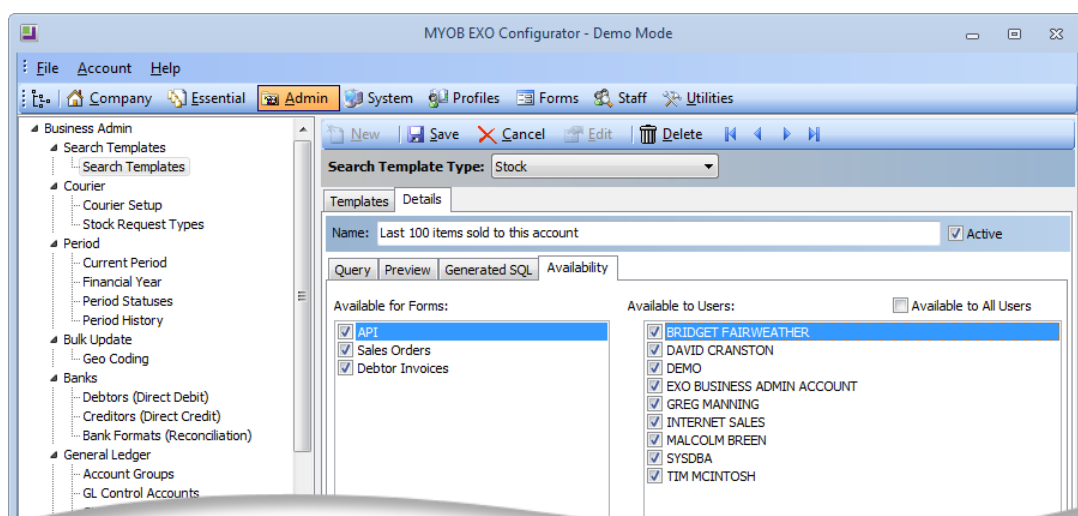 MYOB EXO Configurator - Demo Mode
File Account Help
Company Essential Admin System Profiles Forms Staff Utilities
Business Admin
Search Templates
Search Templates
Courier
Courier Setup
Stock Request Types
Period
Current Period
Financial Year
Period Statuses
Period History
Bulk Update
Geo Coding
Banks
Debtors (Direct Debit)
Creditors (Direct Credit)
Bank Formats (Reconciliation)
General Ledger
Account Groups
GL Control Accounts
New Save Cancel Edit Delete
Search Template Type: Stock
Templates Details
Name: Last 100 items sold to this account Active
Query Preview Generated SQL Availability
Available for Forms:
API
Sales Orders
Debtor Invoices
Available to Users: Available to All Users
BRIDGET FAIRWEATHER
DAVID CRANSTON
DEMO
EXO BUSINESS ADMIN ACCOUNT
GREG MANNING
INTERNET SALES
MALCOLM BREEN
SYSDBA
TIM MCINTOSH